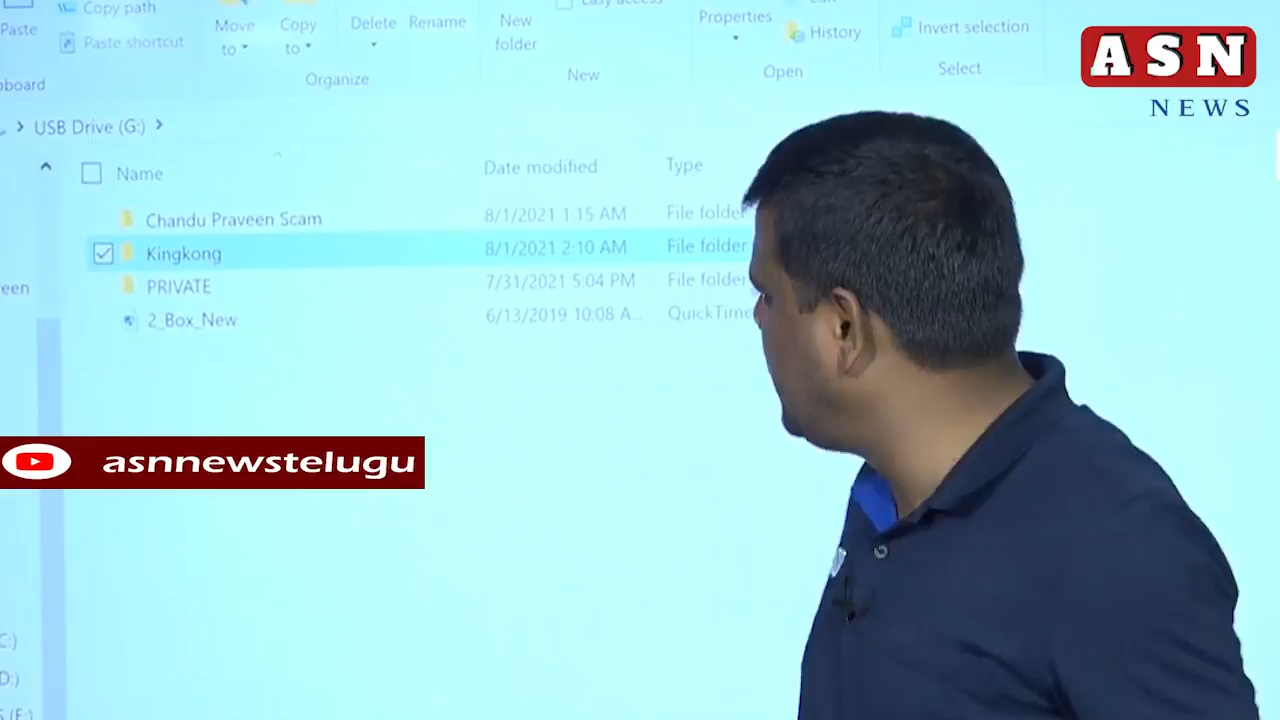 Paste
Copy path
Paste shortcut
Move
to
Copy
to
Delete
Rename
Organize
New
folder
New
Properties
History
Open
Invert selection
Select
ASN
NEWS
USB Drive (G:)
Name Date modified Type
Chandu Praveen Scam 8/1/2021 1:15 AM File folder
Kingkong 8/1/2021 2:10 AM File folder
PRIVATE 7/31/2021 5:04 PM File folder
2_Box_New 6/13/2019 10:08 A... QuickTime
asnnewstelugu
C:)
D:)